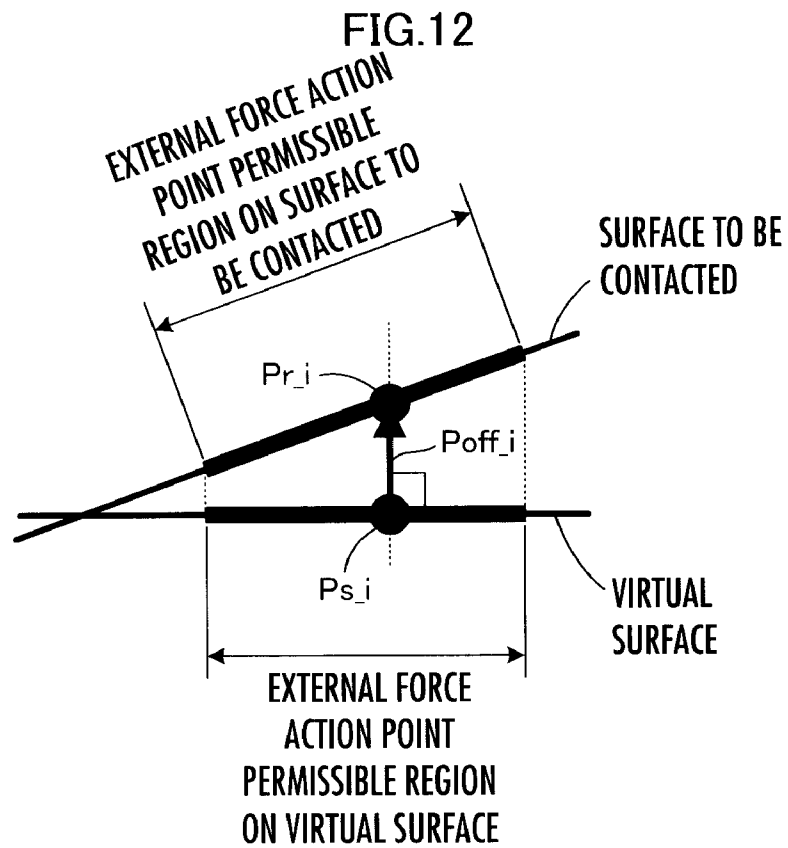 FIG.12
EXTERNAL FORCE ACTION
POINT PERMISSIBLE
REGION ON SURFACE TO
BE CONTACTED
SURFACE TO BE
CONTACTED
Pr_i
Poff_i
Ps_i
VIRTUAL
SURFACE
EXTERNAL FORCE
ACTION POINT
PERMISSIBLE REGION
ON VIRTUAL SURFACE